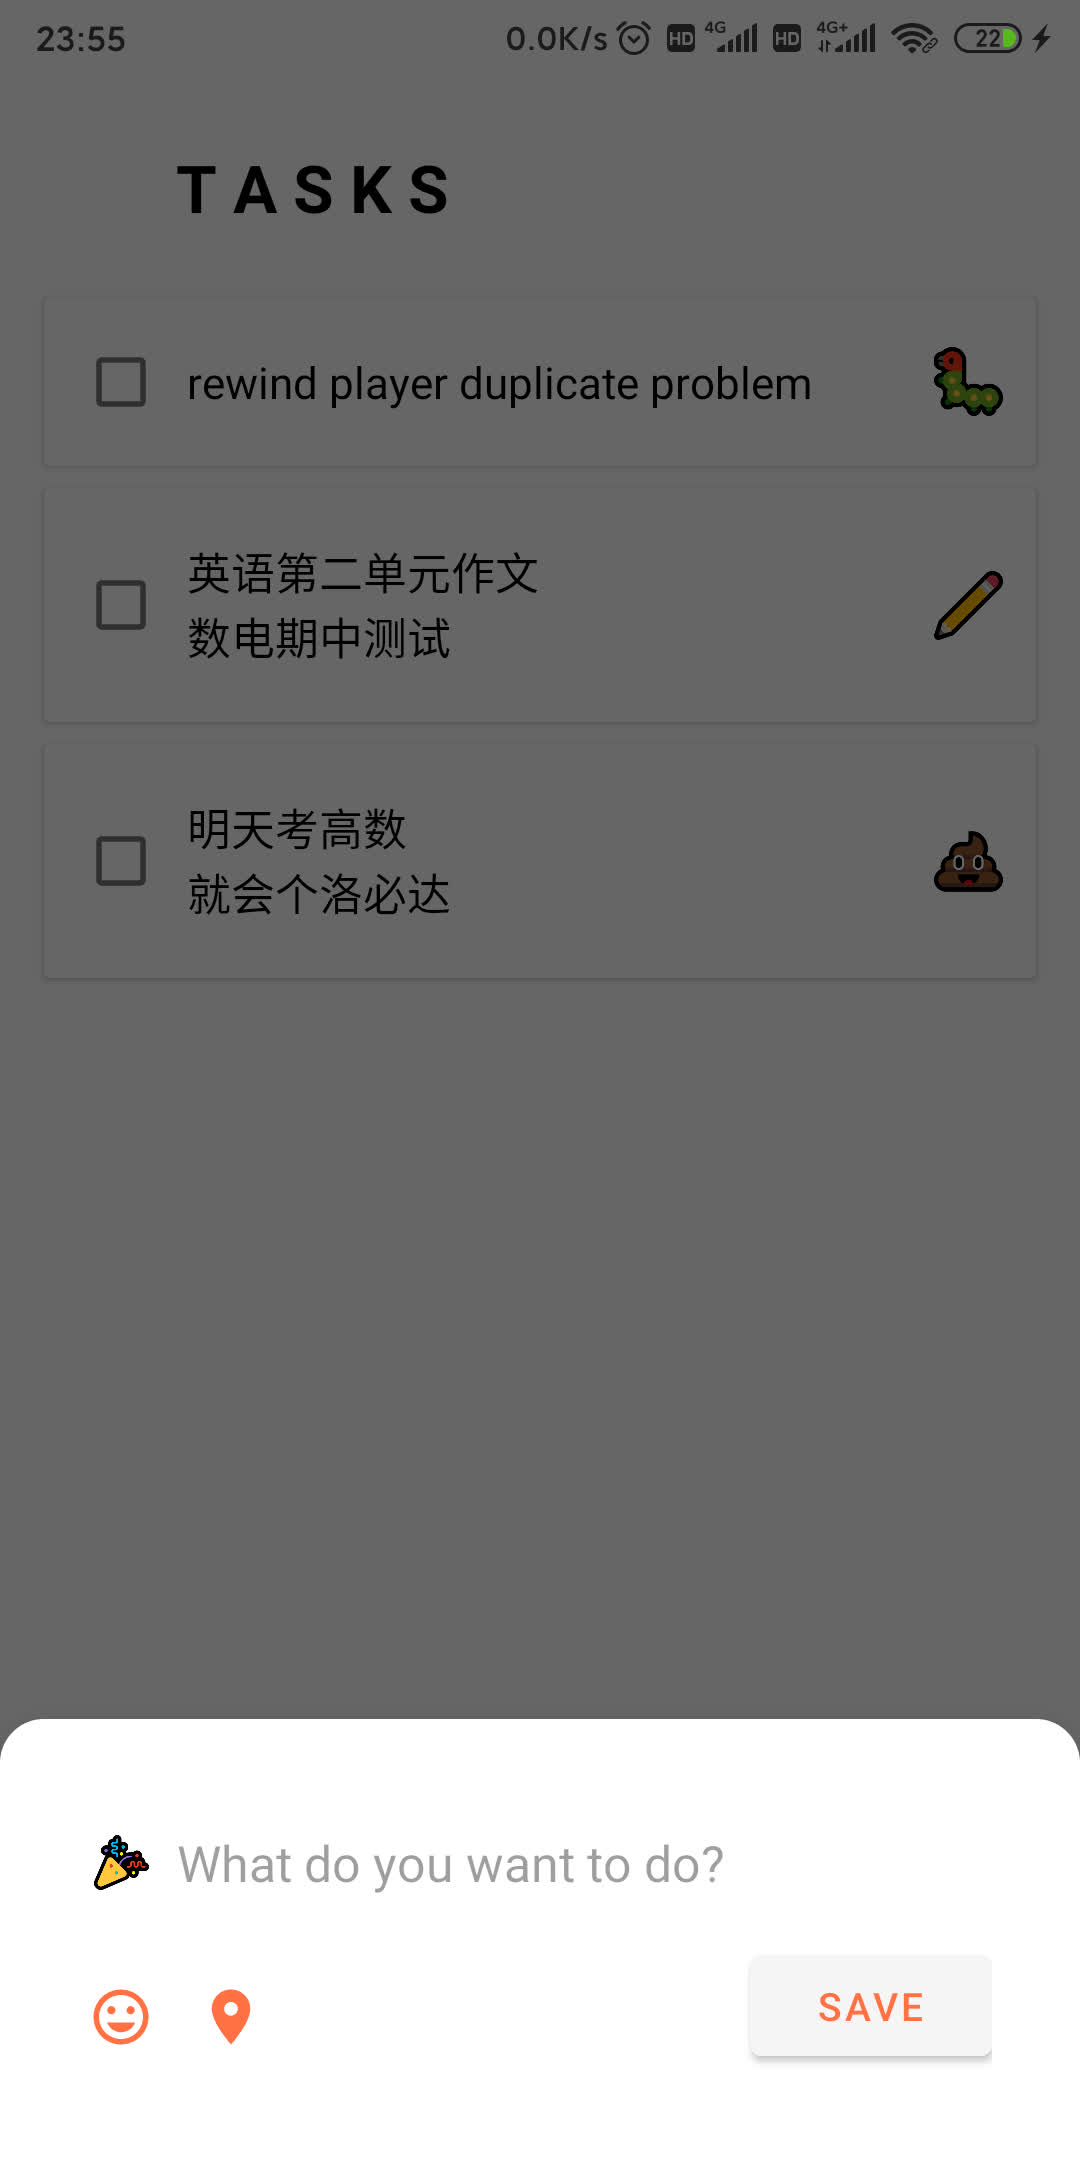 23:55
0.0K/s
HD
4G
HD
4G+
22
TASKS
rewind player duplicate problem
英语第二单元作文
数电期中测试
明天考高数
就会个洛必达
What do you want to do?
SAVE